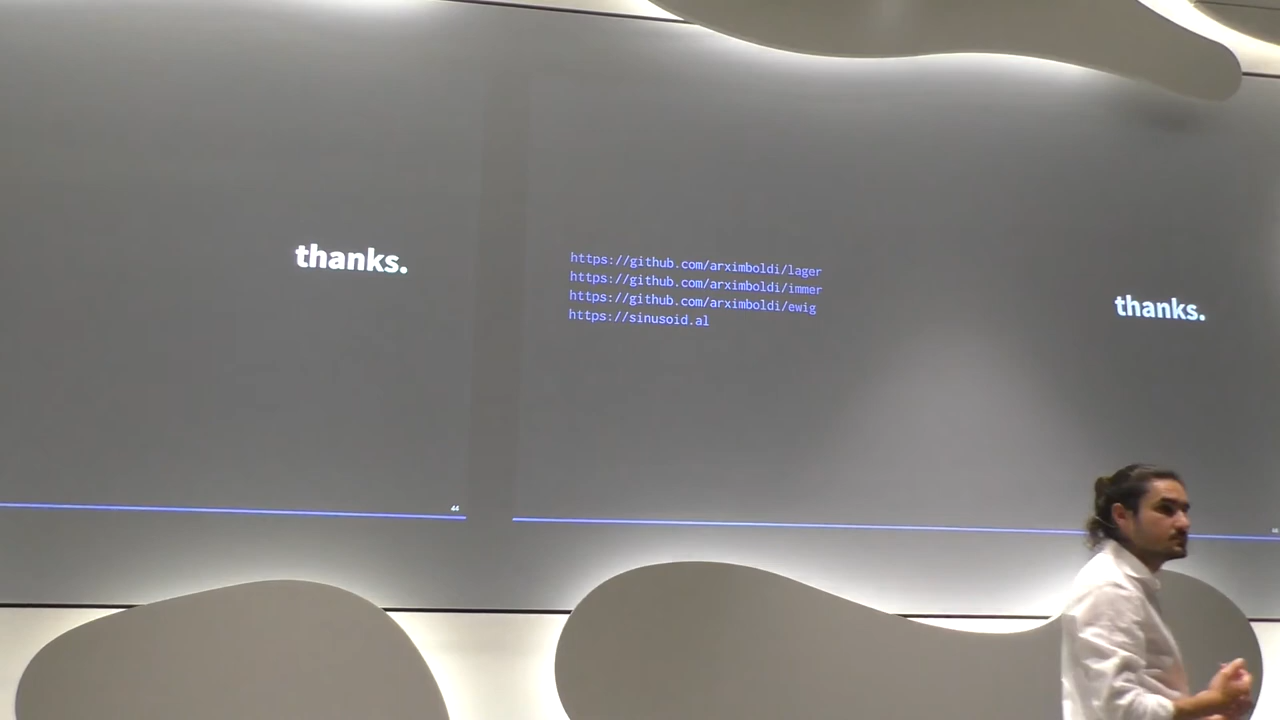 thanks.
44
https://github.com/arximboldi/lager
https://github.com/arximboldi/immer
https://github.com/arximboldi/ewig
https://sinusoid.al
thanks.